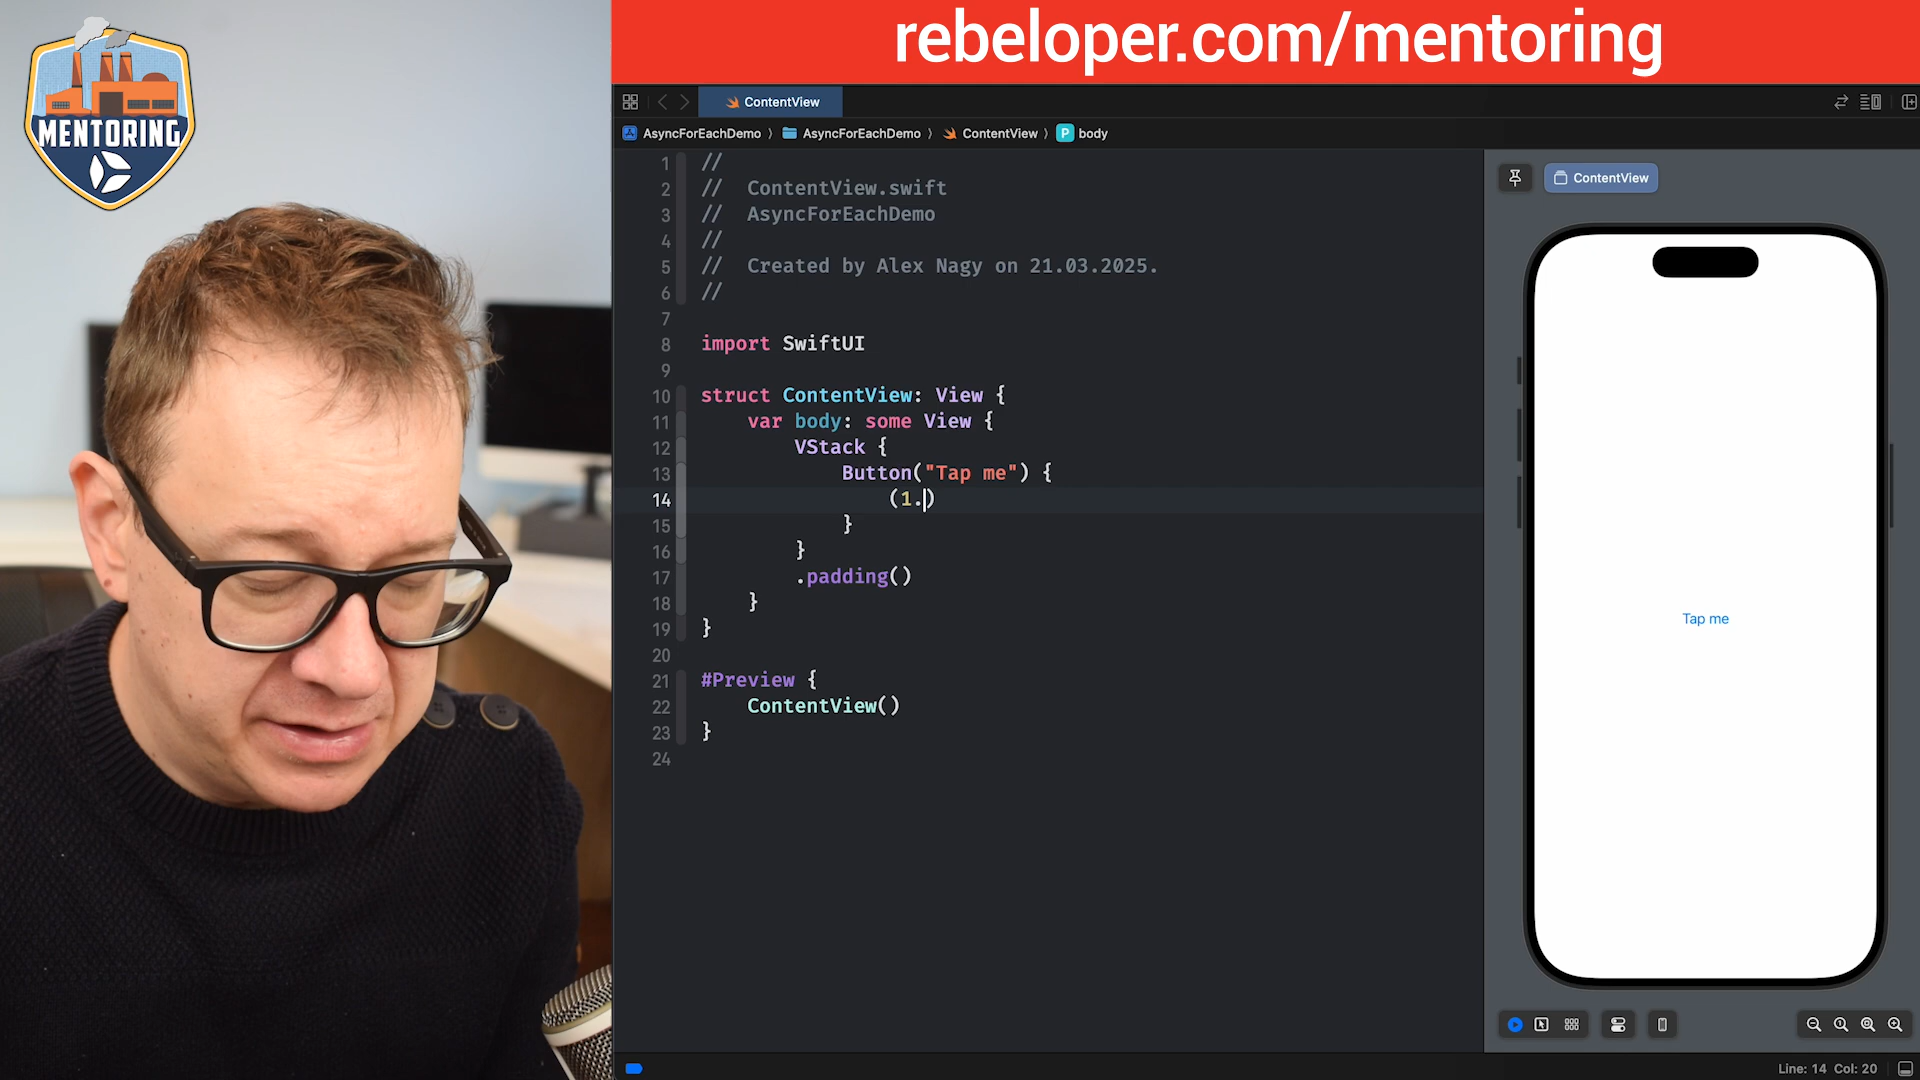 MENTORING
rebeloper.com/mentoring
ContentView
AsyncForEachDemo 〉 AsyncForEachDemo 〉 ContentView 〉 P body
1 //
2 // ContentView.swift
3 // AsyncForEachDemo
4 //
5 // Created by Alex Nagy on 21.03.2025.
6 //
7
8 import SwiftUI
9
10 struct ContentView: View {
11 var body: some View {
12 VStack {
13 Button("Tap me") {
14 (1.)
15 }
16 }
17 .padding()
18 }
19 }
20
21 #Preview {
22 ContentView()
23 }
24
ContentView
Tap me
Line: 14 Col: 20